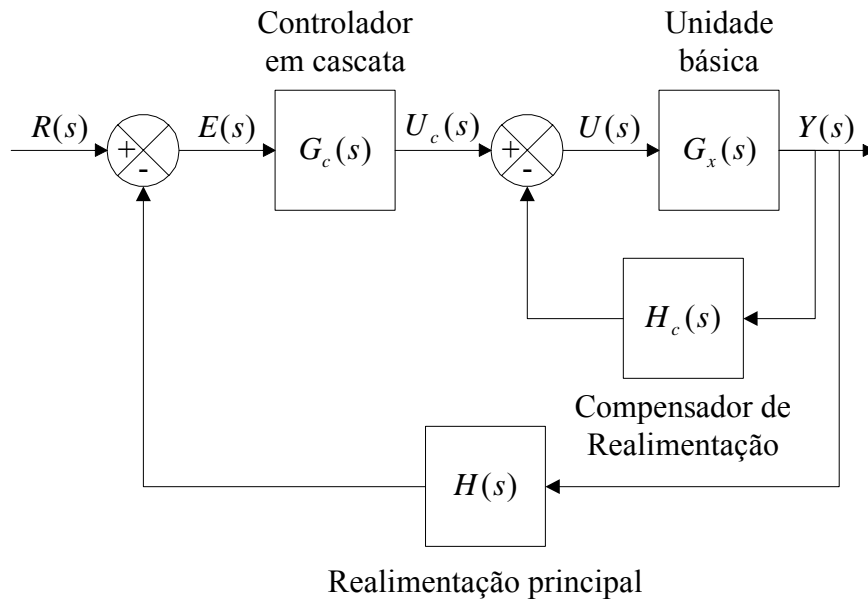 Controlador
em cascata
Unidade
básica
R(s)
E(s)
U_c(s)
U(s)
Y(s)
+
-
G_c(s)
+
-
G_x(s)
H_c(s)
Compensador de
Realimentação
H(s)
Realimentação principal